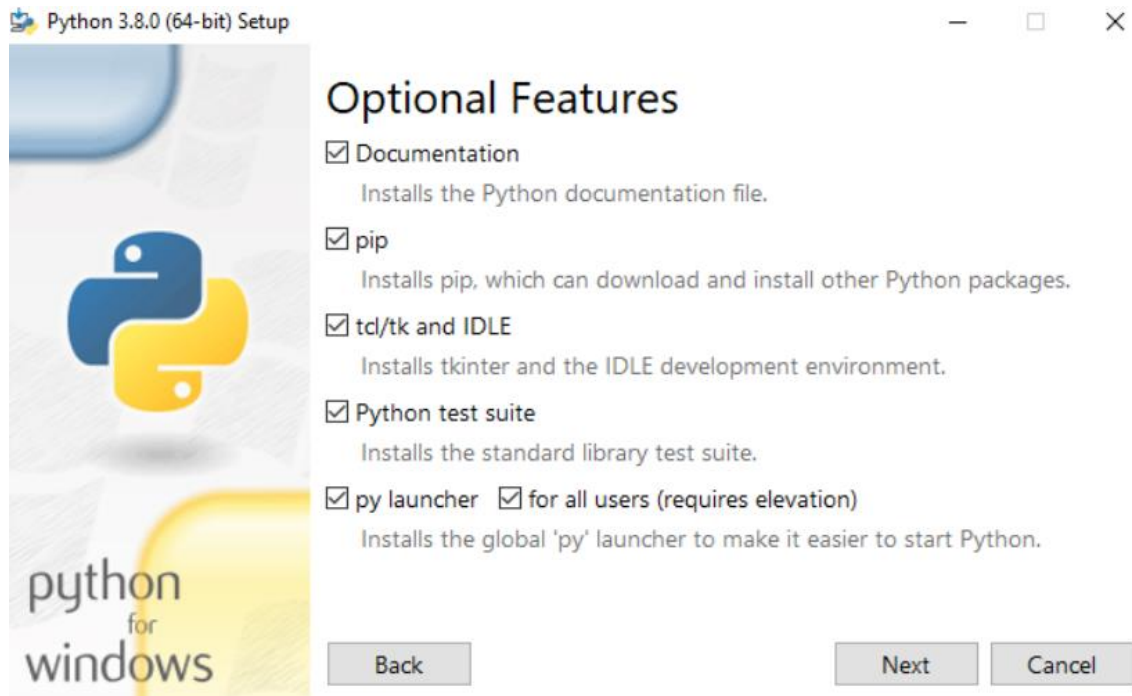 Python 3.8.0 (64-bit) Setup
Optional Features
Documentation
Installs the Python documentation file.
pip
Installs pip, which can download and install other Python packages.
tcl/tk and IDLE
Installs tkinter and the IDLE development environment.
Python test suite
Installs the standard library test suite.
py launcher for all users (requires elevation)
Installs the global 'py' launcher to make it easier to start Python.
python
for
windows
Back Next Cancel